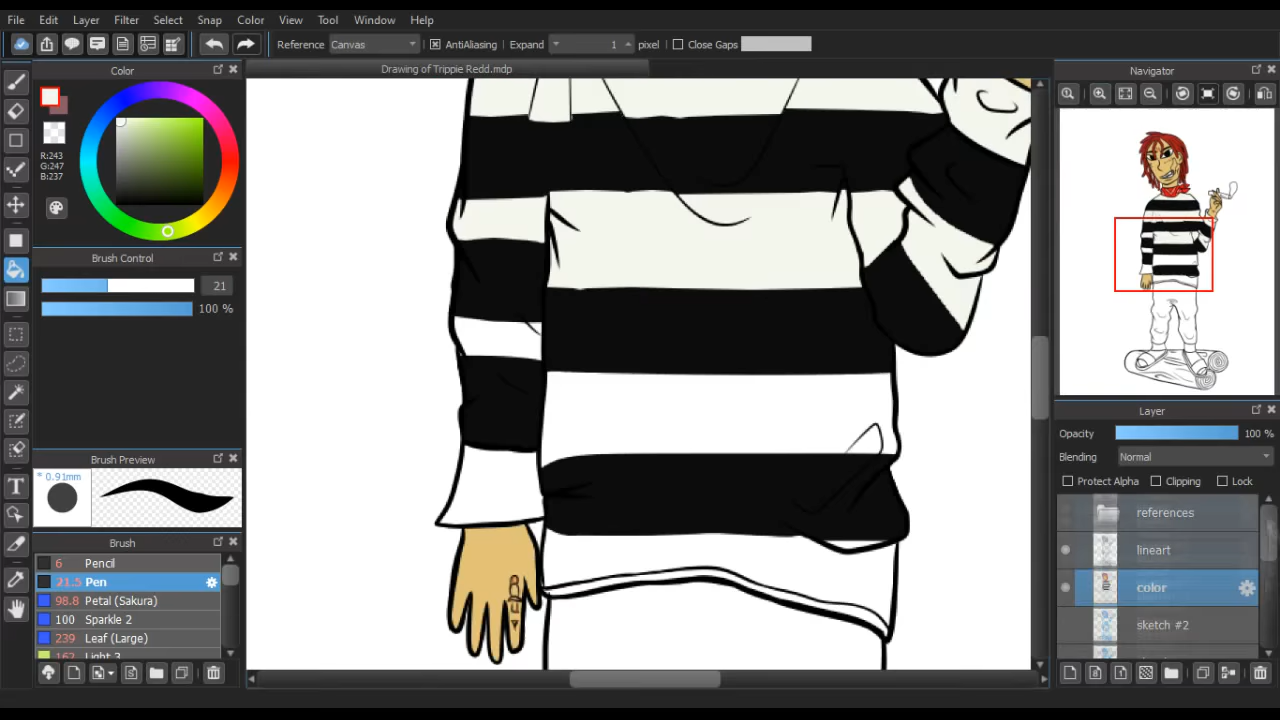 File Edit Layer Filter Select Snap Color View Tool Window Help
Reference Canvas AntiAliasing Expand 1 pixel Close Gaps
Color Drawing of Trippie Redd.mdp Navigator
R:243
G:247
B:237
Brush Control
21
100 %
Brush Preview
* 0.91mm
Brush
6 Pencil
21.5 Pen
98.8 Petal (Sakura)
100 Sparkle 2
239 Leaf (Large)
162 Light 3
Layer
Opacity 100 %
Blending Normal
Protect Alpha Clipping Lock
references
lineart
color
sketch #2